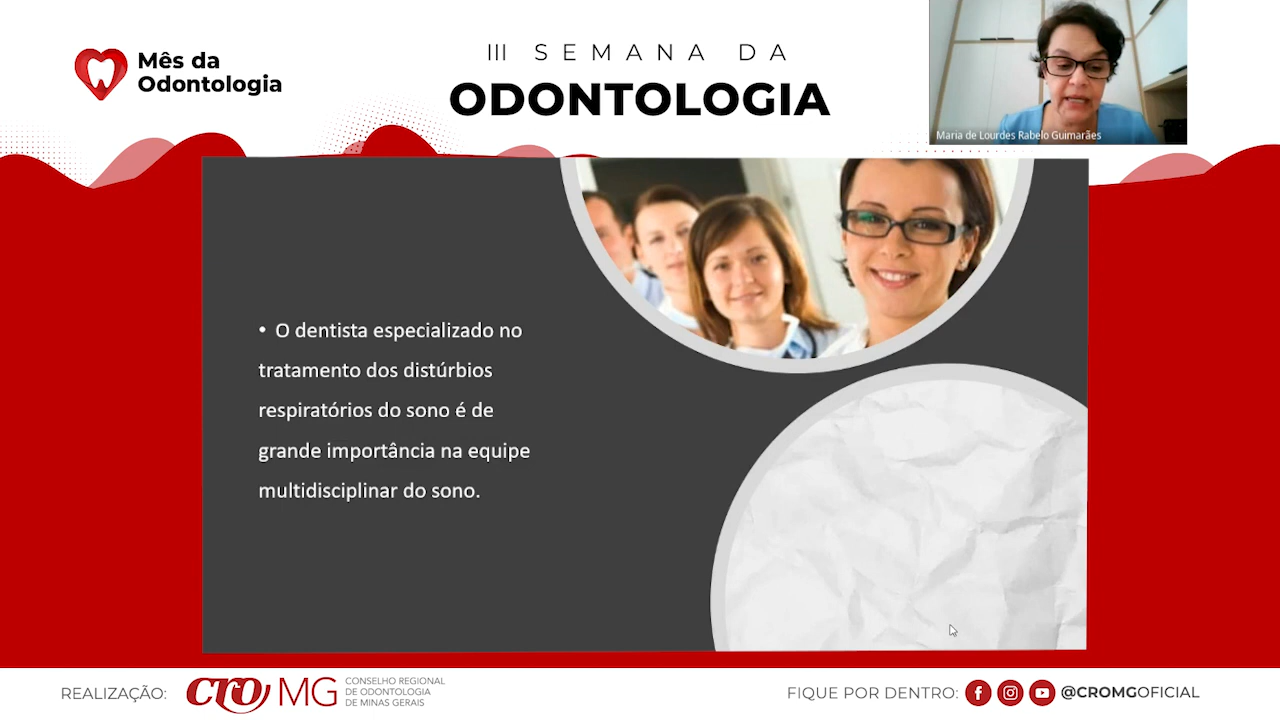 Mês da
Odontologia
III SEMANA DA
ODONTOLOGIA
Maria de Lourdes Rabelo Guimarães
• O dentista especializado no
tratamento dos distúrbios
respiratórios do sono é de
grande importância na equipe
multidisciplinar do sono.
REALIZAÇÃO:
cro MG
CONSELHO REGIONAL
DE ODONTOLOGIA
DE MINAS GERAIS
FIQUE POR DENTRO:
@CROMGOFICIAL